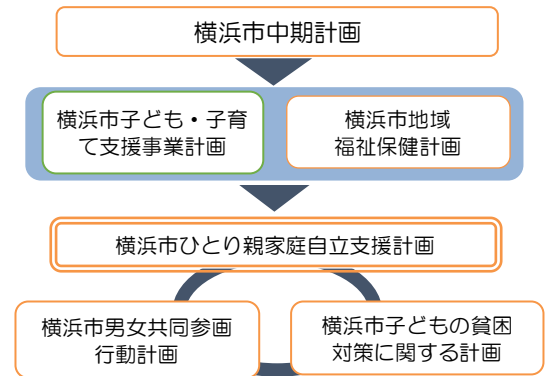 横浜市中期計画
横浜市子ども・子育
て支援事業計画
横浜市地域
福祉保健計画
横浜市ひとり親家庭自立支援計画
横浜市男女共同参画
行動計画
横浜市子どもの貧困
対策に関する計画